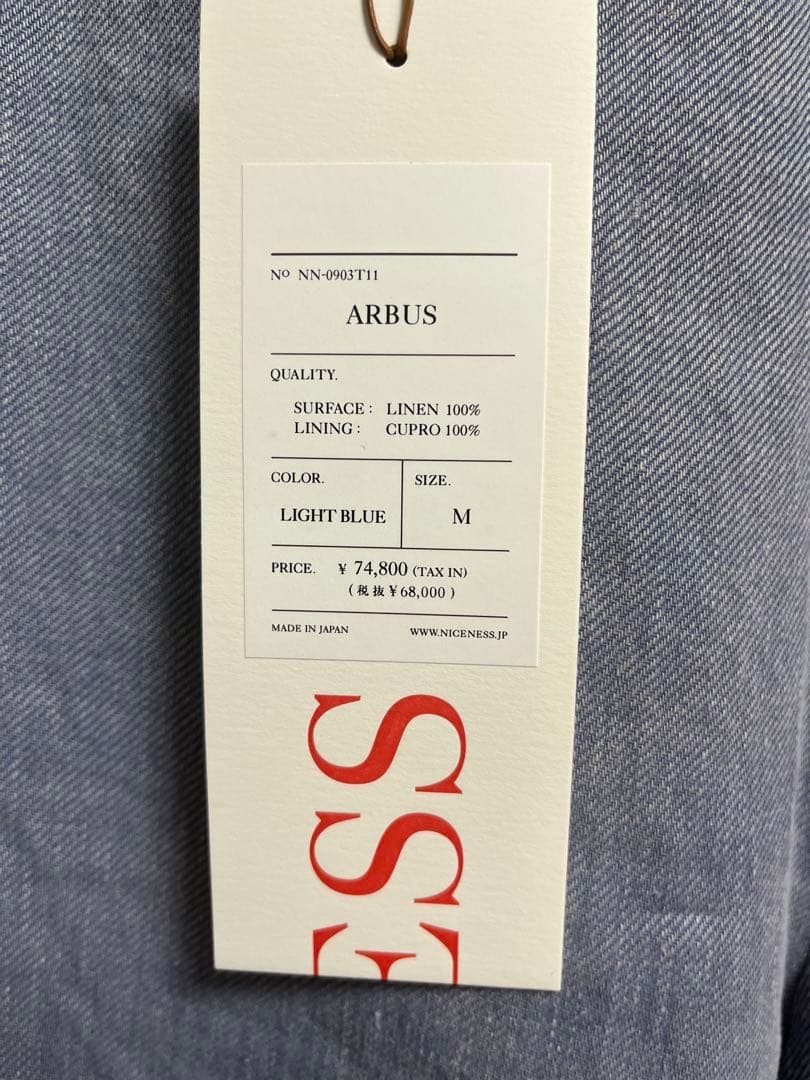 Nº NN-0903T11
ARBUS
QUALITY.
SURFACE : LINEN 100%
LINING : CUPRO 100%
COLOR.
LIGHT BLUE
SIZE.
M
PRICE. ¥ 74,800 (TAX IN)
( 税抜 ¥68,000 )
MADE IN JAPAN
WWW.NICENESS.JP
ESS